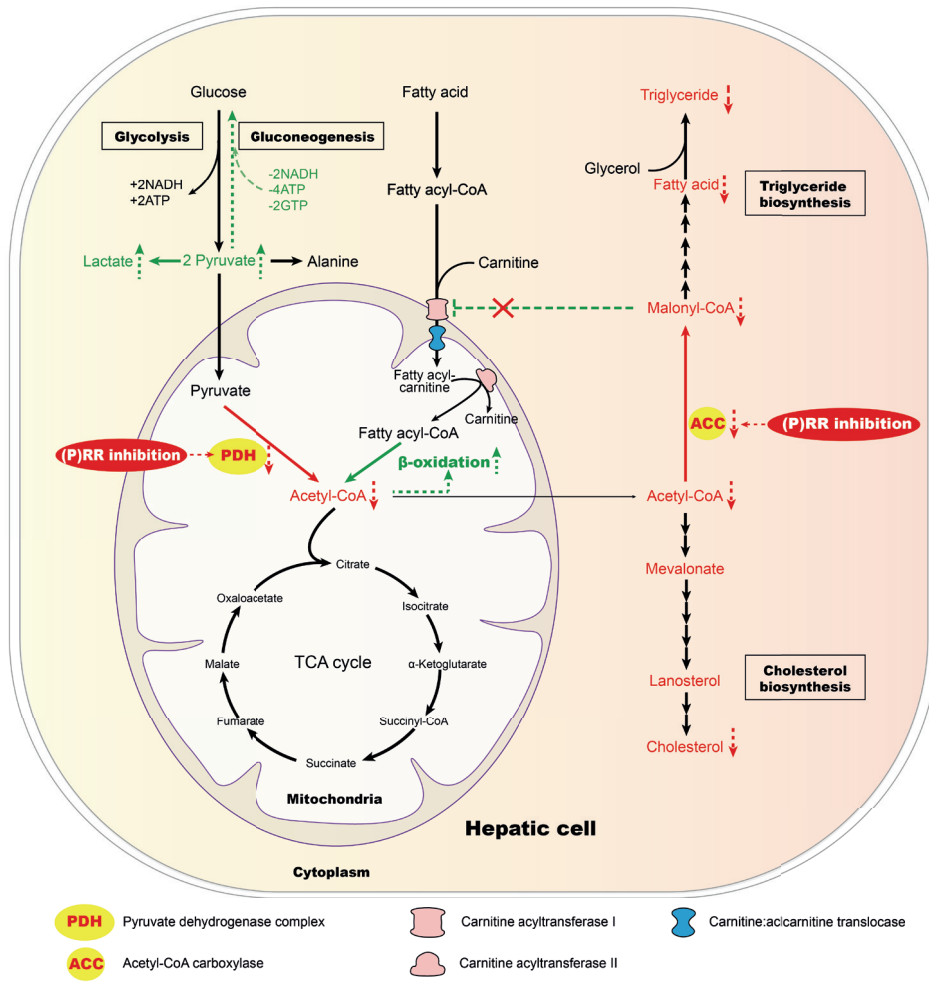 Glucose
Fatty acid
Triglyceride
Glycolysis
Gluconeogenesis
+2NADH
+2ATP
-2NADH
-4ATP
-2GTP
Glycerol
Fatty acid
Triglyceride
biosynthesis
Fatty acyl-CoA
Lactate
2 Pyruvate
Alanine
Carnitine
Malonyl-CoA
Pyruvate
Fatty acyl-
carnitine
Carnitine
Fatty acyl-CoA
ACC
(P)RR inhibition
(P)RR inhibition
PDH
β-oxidation
Acetyl-CoA
Acetyl-CoA
Citrate
Mevalonate
Oxaloacetate
Isocitrate
TCA cycle
Malate
α-Ketoglutarate
Lanosterol
Cholesterol
biosynthesis
Fumarate
Succinyl-CoA
Succinate
Cholesterol
Mitochondria
Hepatic cell
Cytoplasm
PDH
Pyruvate dehydrogenase complex
Carnitine acyltransferase I
Carnitine:aclcarnitine translocase
ACC
Acetyl-CoA carboxylase
Carnitine acyltransferase II